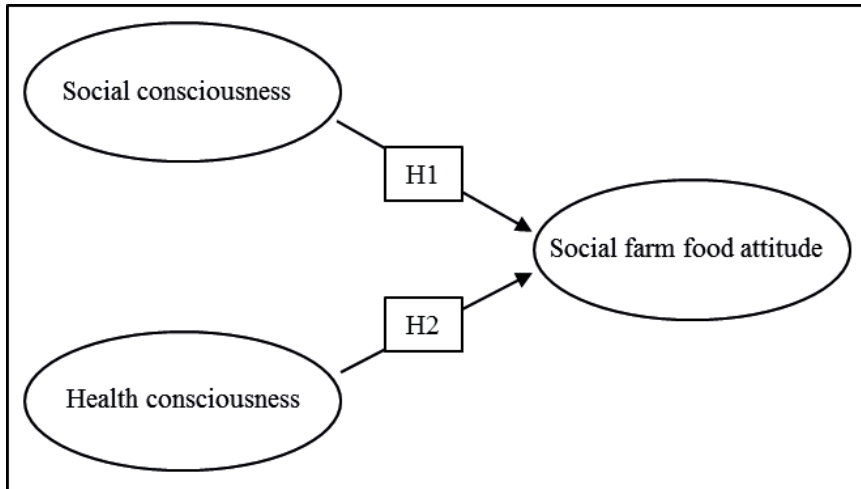 Social consciousness
H1
Social farm food attitude
H2
Health consciousness